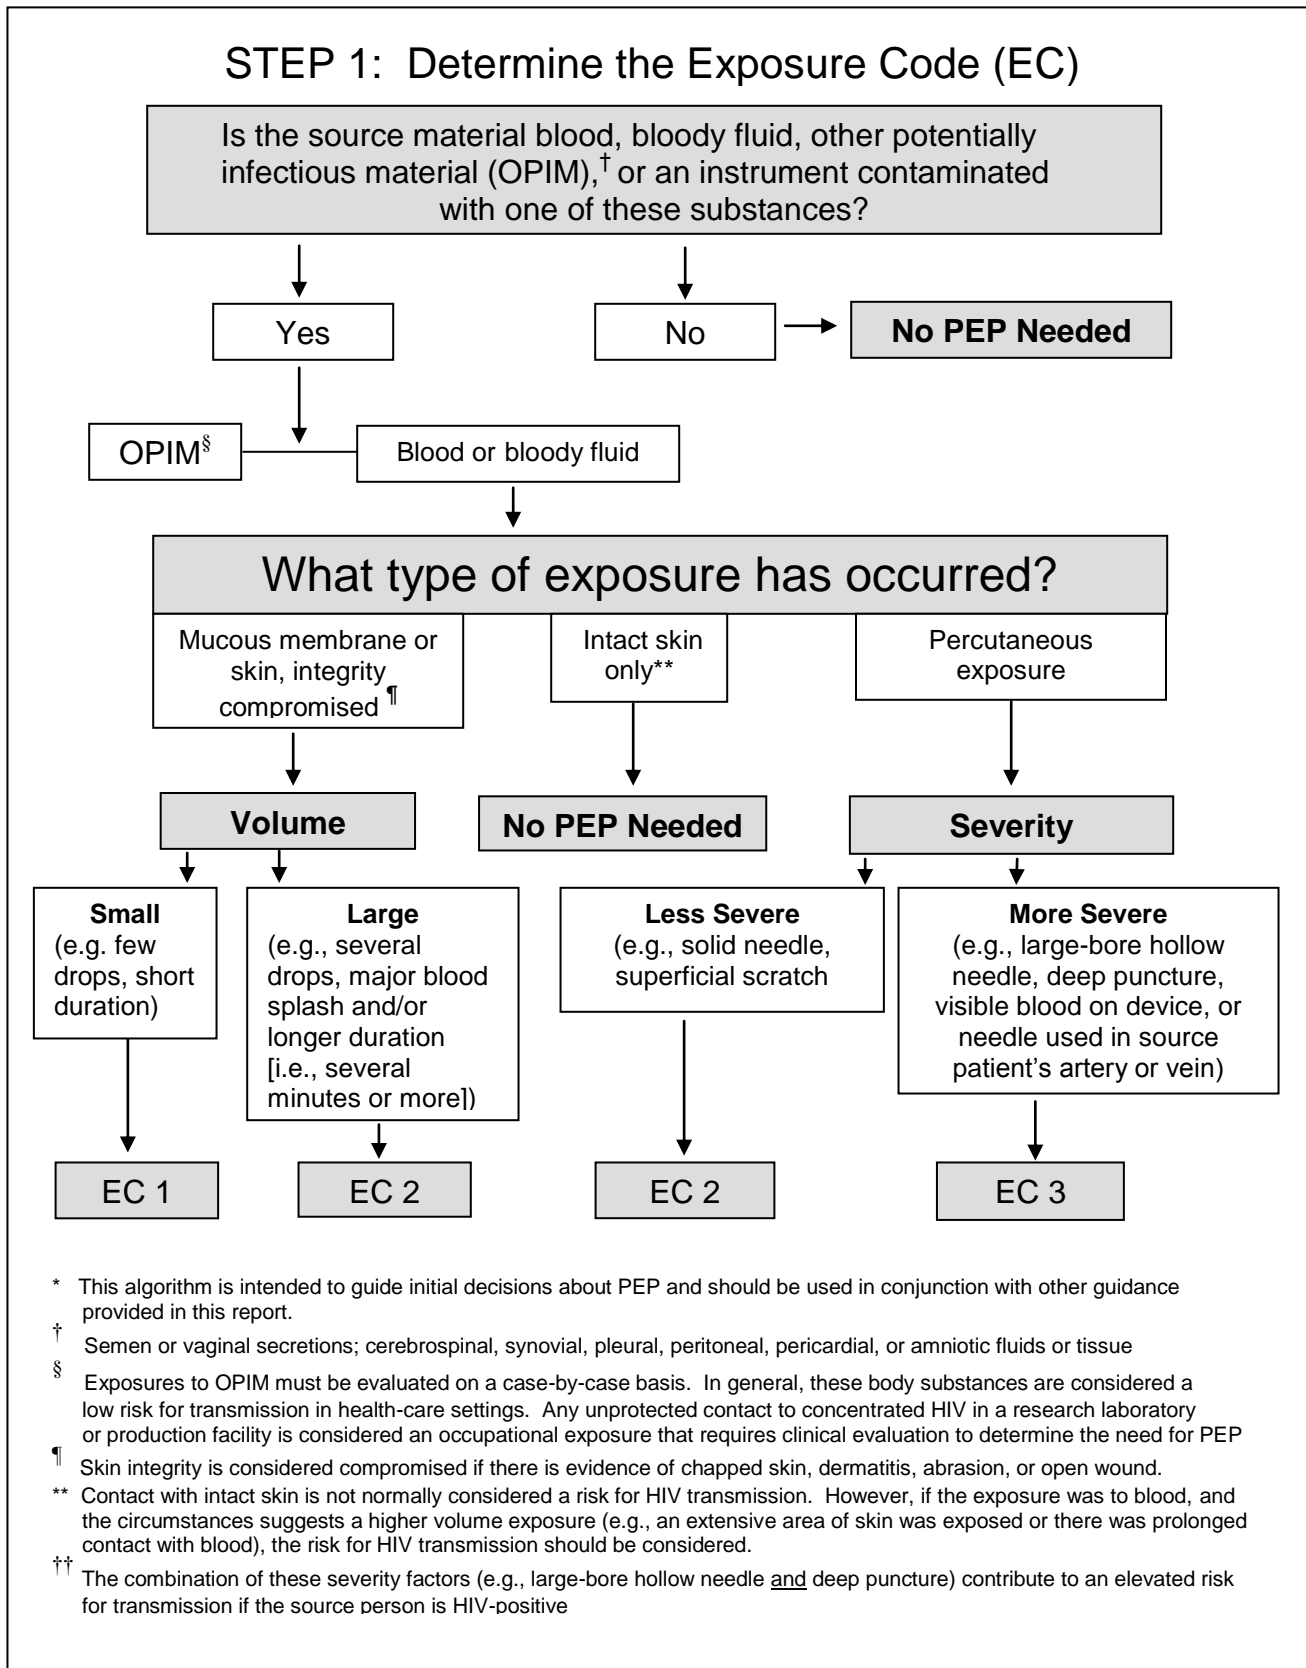 STEP 1: Determine the Exposure Code (EC)
Is the source material blood, bloody fluid, other potentially
infectious material (OPIM),† or an instrument contaminated
with one of these substances?
Yes
No
No PEP Needed
OPIM§
Blood or bloody fluid
What type of exposure has occurred?
Mucous membrane or
skin, integrity
compromised ¶
Intact skin
only**
Percutaneous
exposure
Volume
No PEP Needed
Severity
Small
(e.g. few
drops, short
duration)
Large
(e.g., several
drops, major blood
splash and/or
longer duration
[i.e., several
minutes or more])
Less Severe
(e.g., solid needle,
superficial scratch
More Severe
(e.g., large-bore hollow
needle, deep puncture,
visible blood on device, or
needle used in source
patient’s artery or vein)
EC 1
EC 2
EC 2
EC 3
* This algorithm is intended to guide initial decisions about PEP and should be used in conjunction with other guidance
provided in this report.
† Semen or vaginal secretions; cerebrospinal, synovial, pleural, peritoneal, pericardial, or amniotic fluids or tissue
§ Exposures to OPIM must be evaluated on a case-by-case basis. In general, these body substances are considered a
low risk for transmission in health-care settings. Any unprotected contact to concentrated HIV in a research laboratory
or production facility is considered an occupational exposure that requires clinical evaluation to determine the need for PEP
¶ Skin integrity is considered compromised if there is evidence of chapped skin, dermatitis, abrasion, or open wound.
** Contact with intact skin is not normally considered a risk for HIV transmission. However, if the exposure was to blood, and
the circumstances suggests a higher volume exposure (e.g., an extensive area of skin was exposed or there was prolonged
contact with blood), the risk for HIV transmission should be considered.
†† The combination of these severity factors (e.g., large-bore hollow needle and deep puncture) contribute to an elevated risk
for transmission if the source person is HIV-positive